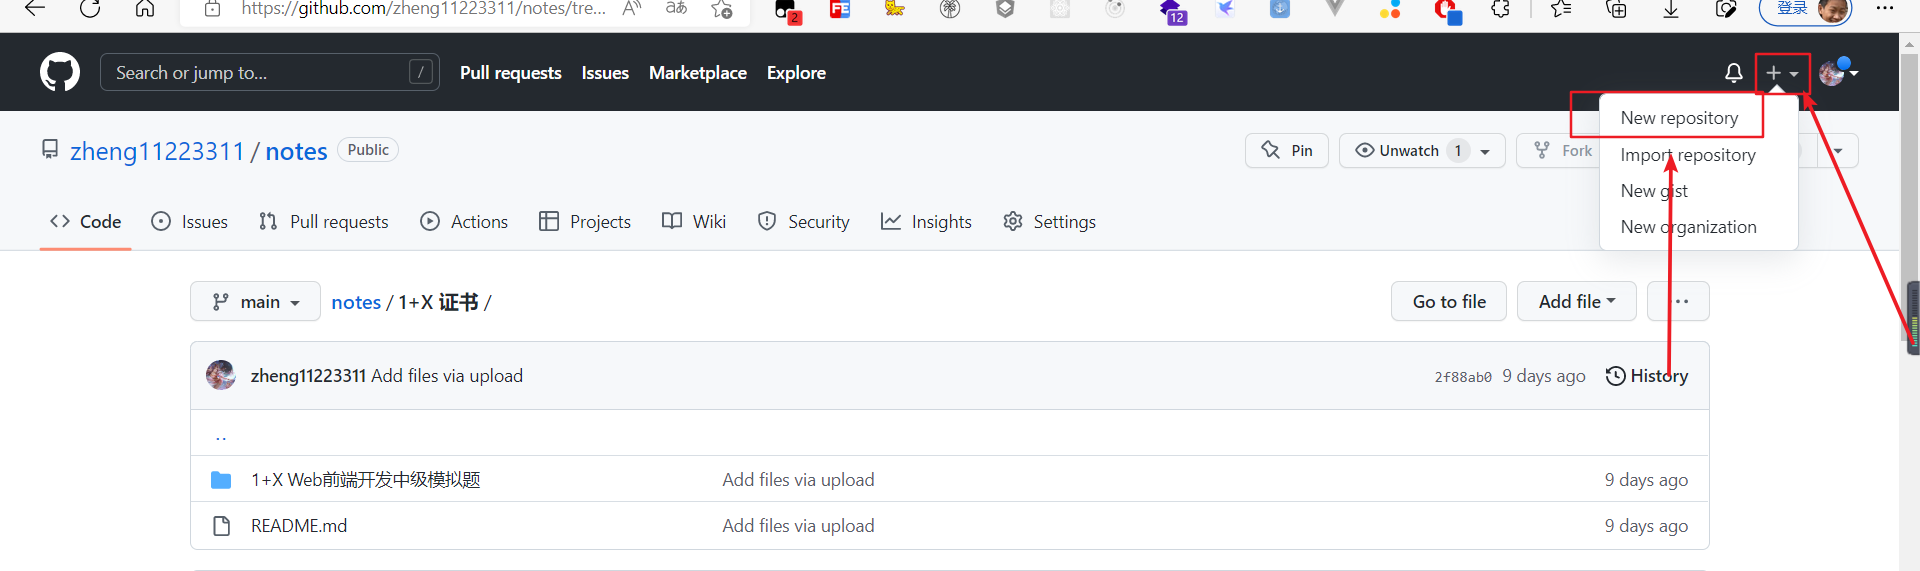 https://github.com/zheng11223311/notes/tre...
A))
aあ
2
FE
12
登录
Search or jump to...
/
Pull requests
Issues
Marketplace
Explore
New repository
Import repository
New gist
New organization
zheng11223311 / notes
Public
Pin
Unwatch 1
Fork
Code
Issues
Pull requests
Actions
Projects
Wiki
Security
Insights
Settings
main
notes / 1+X 证书 /
Go to file
Add file
zheng11223311 Add files via upload
2f88ab0 9 days ago
History
..
1+X Web前端开发中级模拟题
Add files via upload
9 days ago
README.md
Add files via upload
9 days ago